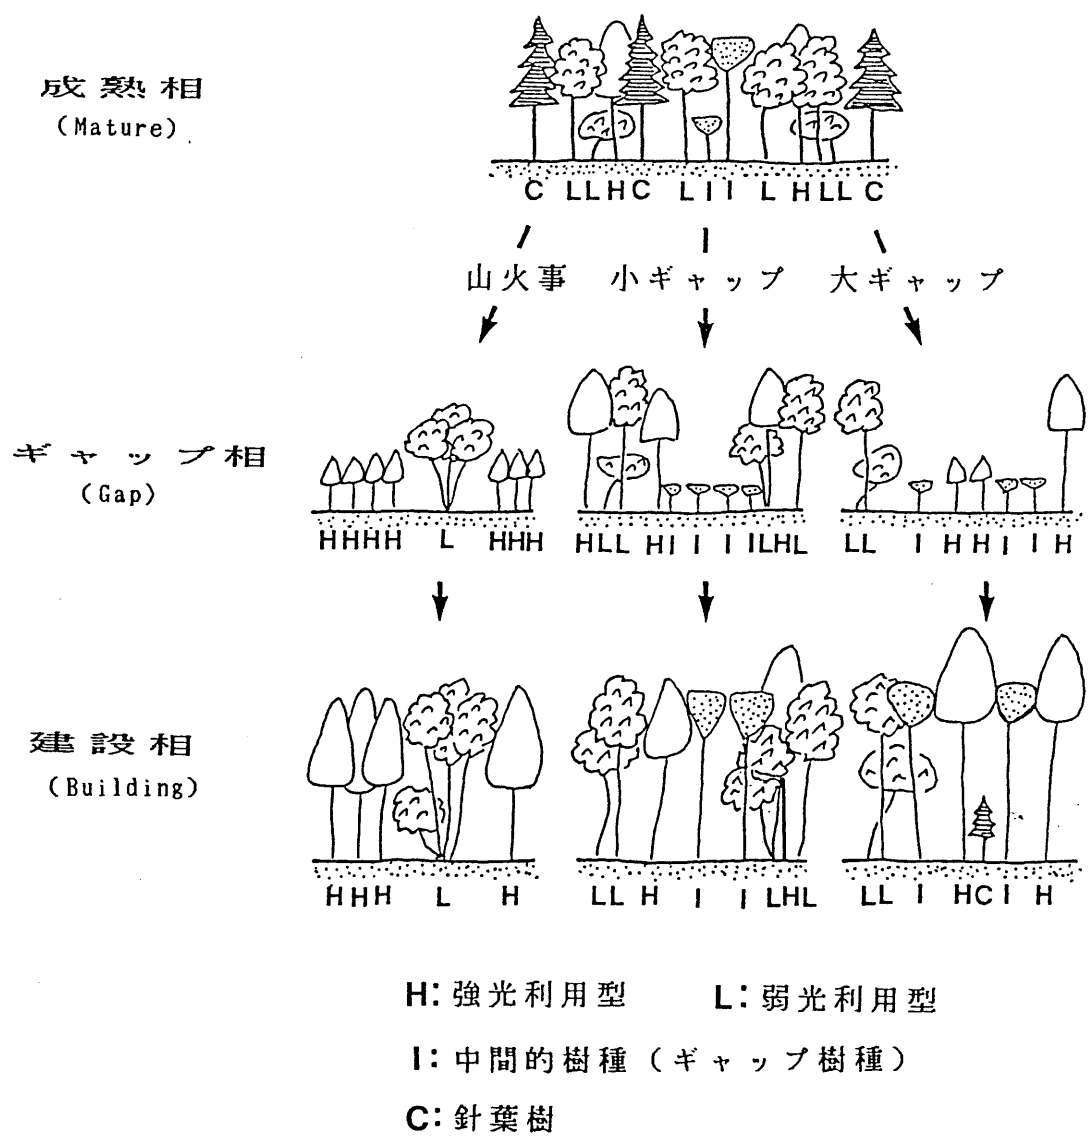 成熟相
(Mature)
C LLHC LII L HLL C
山火事 小ギャップ 大ギャップ
ギャップ相
(Gap)
HHHH L HHH HLL HI I I ILHL LL I H HI I H
建設相
(Building)
HHH L H LL H I I LHL LL I HCI H
H: 強光利用型 L: 弱光利用型
I: 中間的樹種(ギャップ樹種)
C: 針葉樹